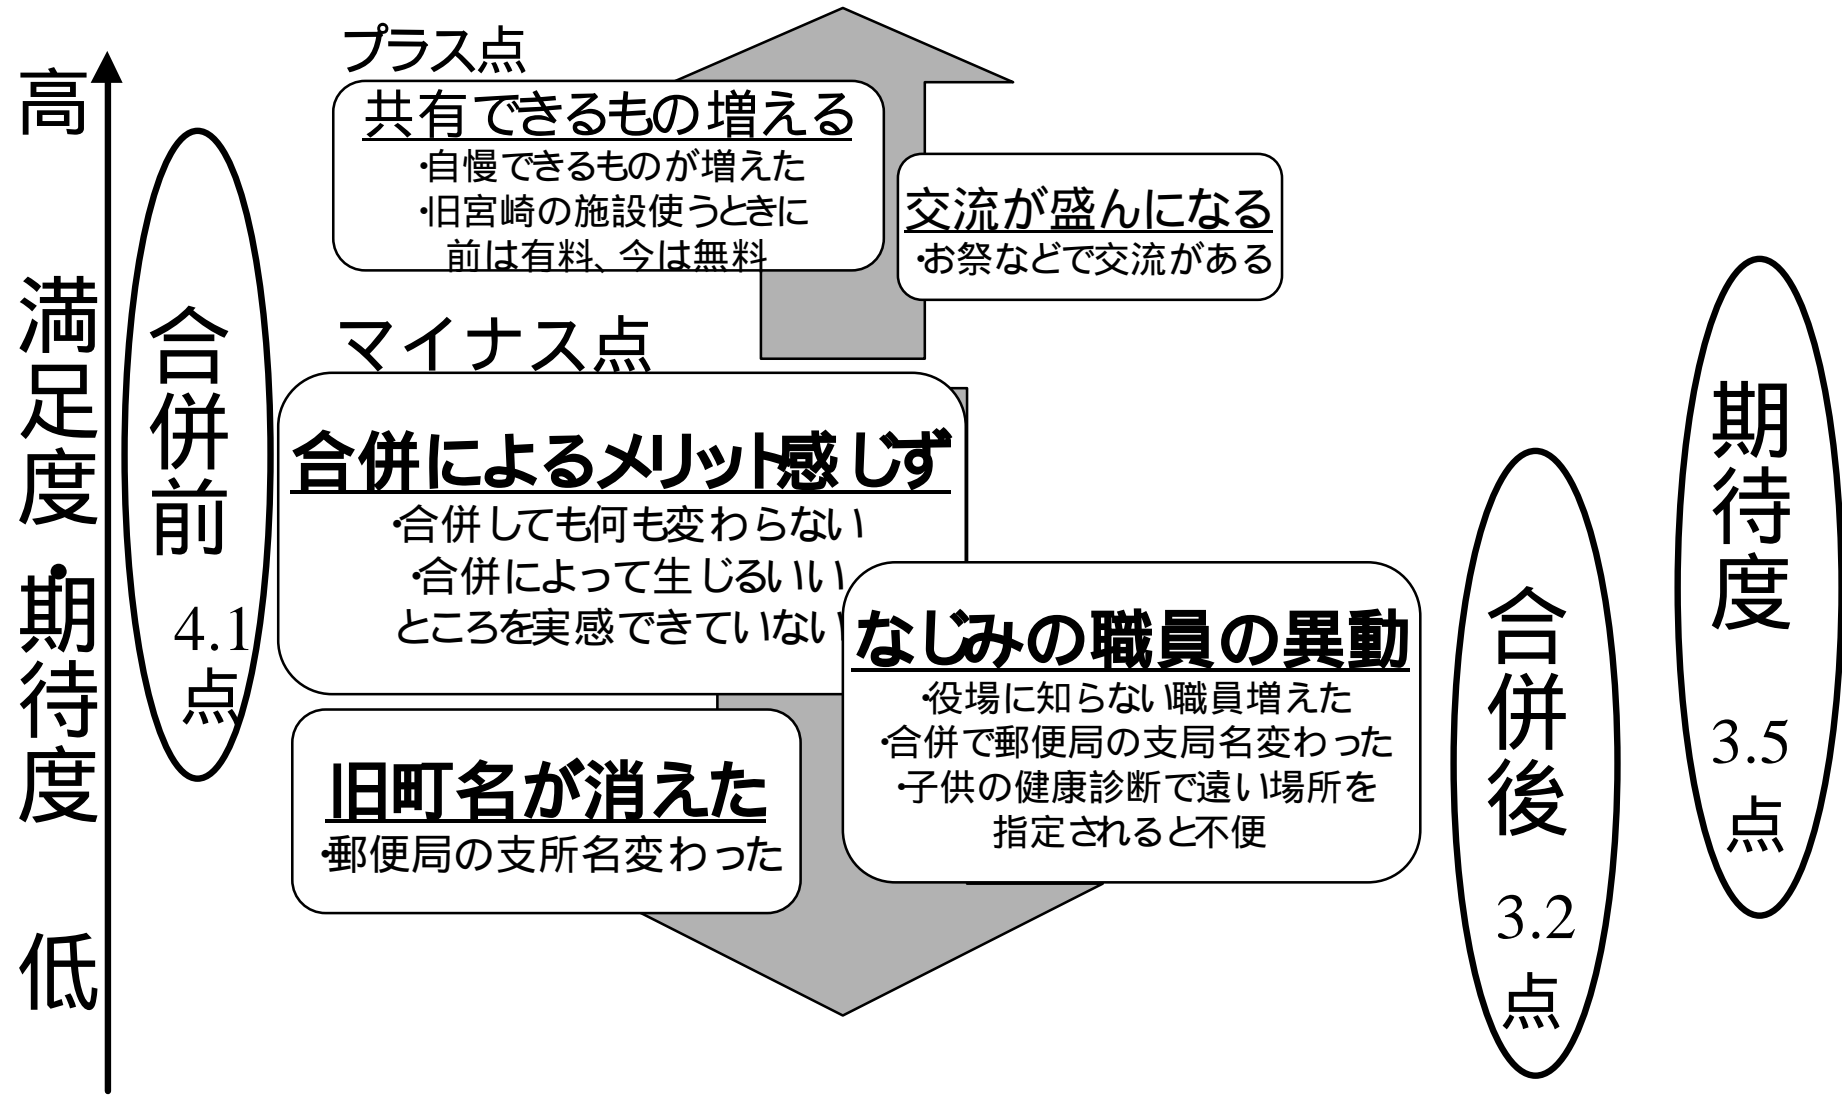 高
満足度・期待度
低
合併前
4.1
点
プラス点
共有できるもの増える
・自慢できるものが増えた
・旧宮崎の施設使うときに
前は有料、今は無料
交流が盛んになる
・お祭などで交流がある
マイナス点
合併によるメリット感じず
・合併しても何も変わらない
・合併によって生じるいい
ところを実感できていない
なじみの職員の異動
・役場に知らない職員増えた
・合併で郵便局の支局名変わった
・子供の健康診断で遠い場所を
指定されると不便
旧町名が消えた
・郵便局の支所名変わった
合併後
3.2
点
期待度
3.5
点